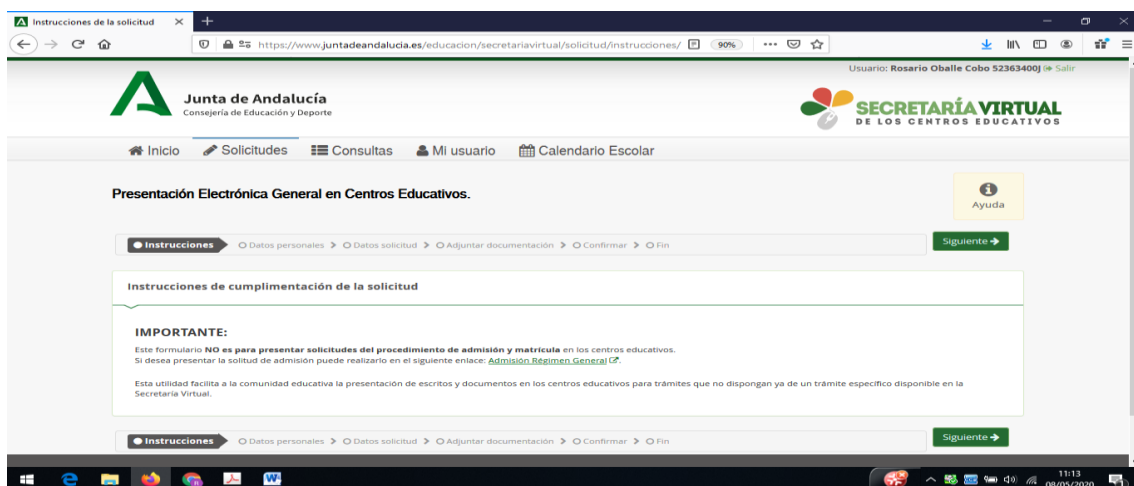 Instrucciones de la solicitud
https://www.juntadeandalucia.es/educacion/secretariavirtual/solicitud/instrucciones/ 90%
Usuario: Rosario Oballe Cobo 52363400J Salir
Junta de Andalucía
Consejería de Educación y Deporte
SECRETARÍA VIRTUAL
DE LOS CENTROS EDUCATIVOS
Inicio Solicitudes Consultas Mi usuario Calendario Escolar
Presentación Electrónica General en Centros Educativos.
Ayuda
Instrucciones Datos personales Datos solicitud Adjuntar documentación Confirmar Fin
Siguiente
Instrucciones de cumplimentación de la solicitud
IMPORTANTE:
Este formulario NO es para presentar solicitudes del procedimiento de admisión y matrícula en los centros educativos.
Si desea presentar la solitud de admisión puede realizarlo en el siguiente enlace: Admisión Régimen General.
Esta utilidad facilita a la comunidad educativa la presentación de escritos y documentos en los centros educativos para trámites que no dispongan ya de un trámite específico disponible en la
Secretaría Virtual.
Instrucciones Datos personales Datos solicitud Adjuntar documentación Confirmar Fin
Siguiente
11:13
08/05/2020